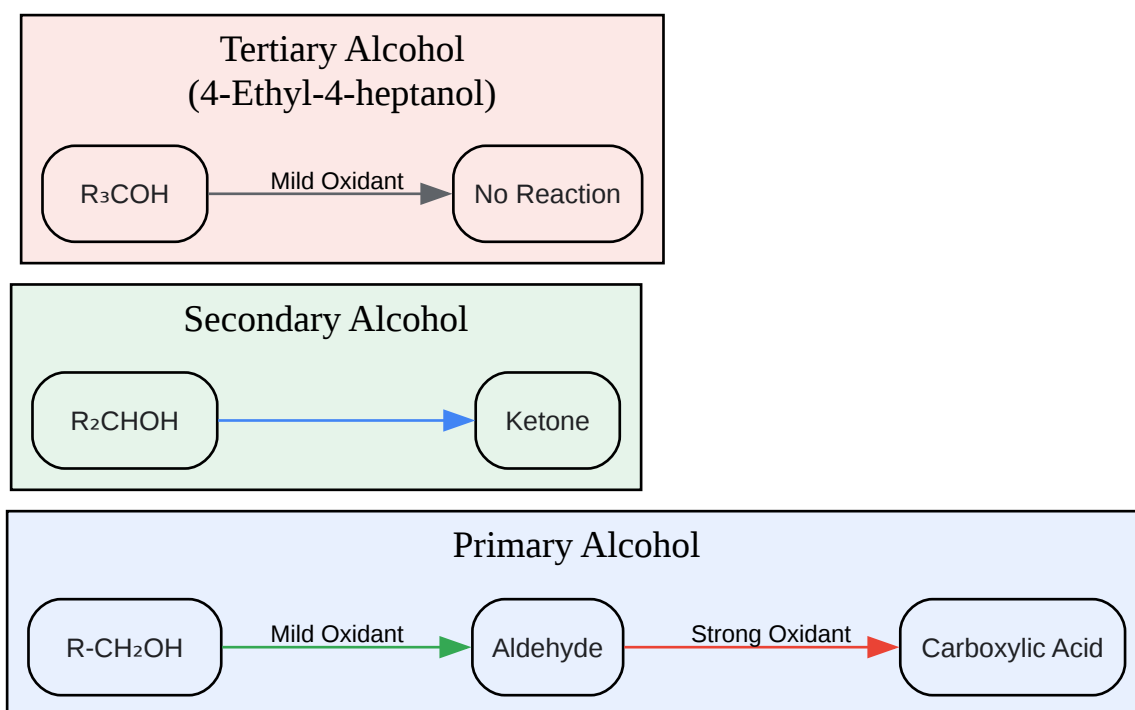 Tertiary Alcohol
(4-Ethyl-4-heptanol)
R₃COH
Mild Oxidant
No Reaction
Secondary Alcohol
R₂CHOH
Ketone
Primary Alcohol
R-CH₂OH
Mild Oxidant
Aldehyde
Strong Oxidant
Carboxylic Acid